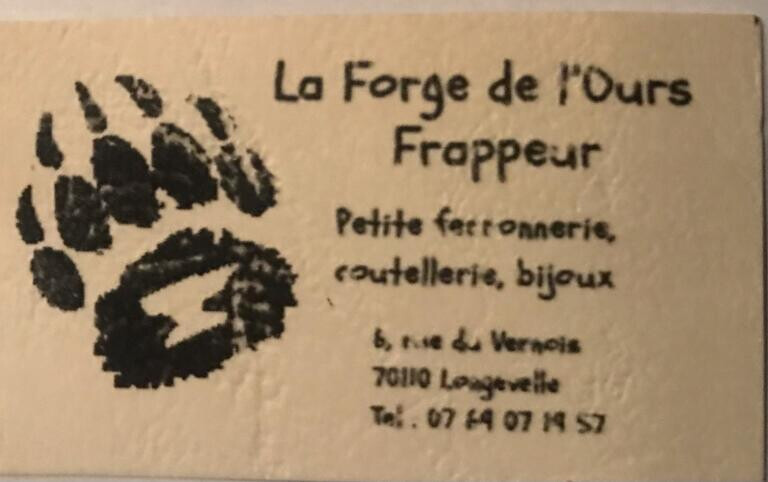 La Forge de l'Ours
Frappeur
Petite ferronnerie,
coutellerie, bijoux
6, rue du Vernois
70110 Longevelle
Tel. 07 69 07 19 57